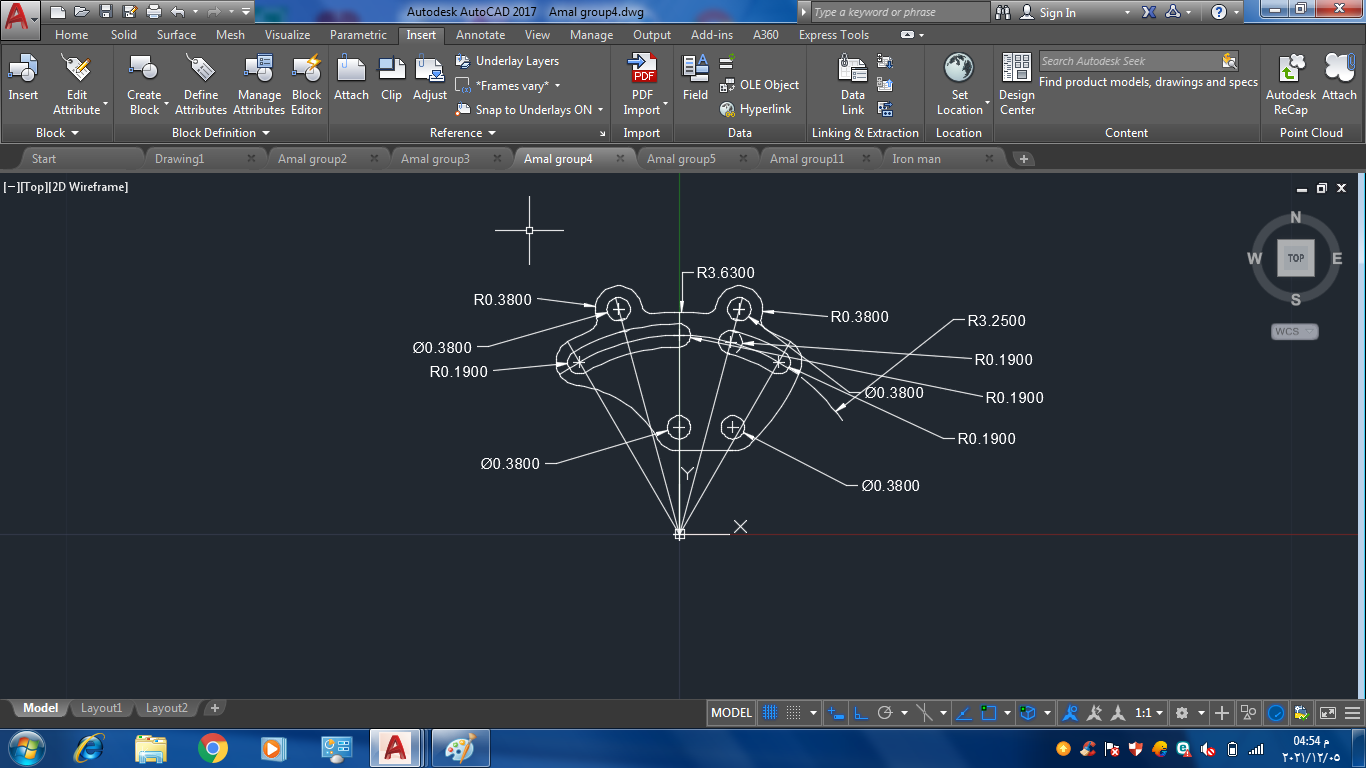 Autodesk AutoCAD 2017 Amal group4.dwg
Type a keyword or phrase
Sign In
Home Solid Surface Mesh Visualize Parametric Insert Annotate View Manage Output Add-ins A360 Express Tools
Insert
Edit Attribute
Create Block
Define Attributes
Manage Attributes
Block Editor
Attach
Clip
Adjust
Underlay Layers
*Frames vary*
Snap to Underlays ON
PDF
PDF Import
Field
OLE Object
Hyperlink
Data Link
Set Location
Design Center
Search Autodesk Seek
Find product models, drawings and specs
Autodesk ReCap
Attach
Block
Block Definition
Reference
Import
Data
Linking & Extraction
Location
Content
Point Cloud
Start Drawing1 Amal group2 Amal group3 Amal group4 Amal group5 Amal group11 Iron man
[−][Top][2D Wireframe]
N
W TOP E
S
WCS
R3.6300
R0.3800
R0.3800
R3.2500
Ø0.3800
R0.1900
R0.1900
Ø0.3800
R0.1900
R0.1900
Ø0.3800
Ø0.3800
Y
X
Model Layout1 Layout2
MODEL
1:1
04:54 م
٢٠٢١/١٢/٠٥